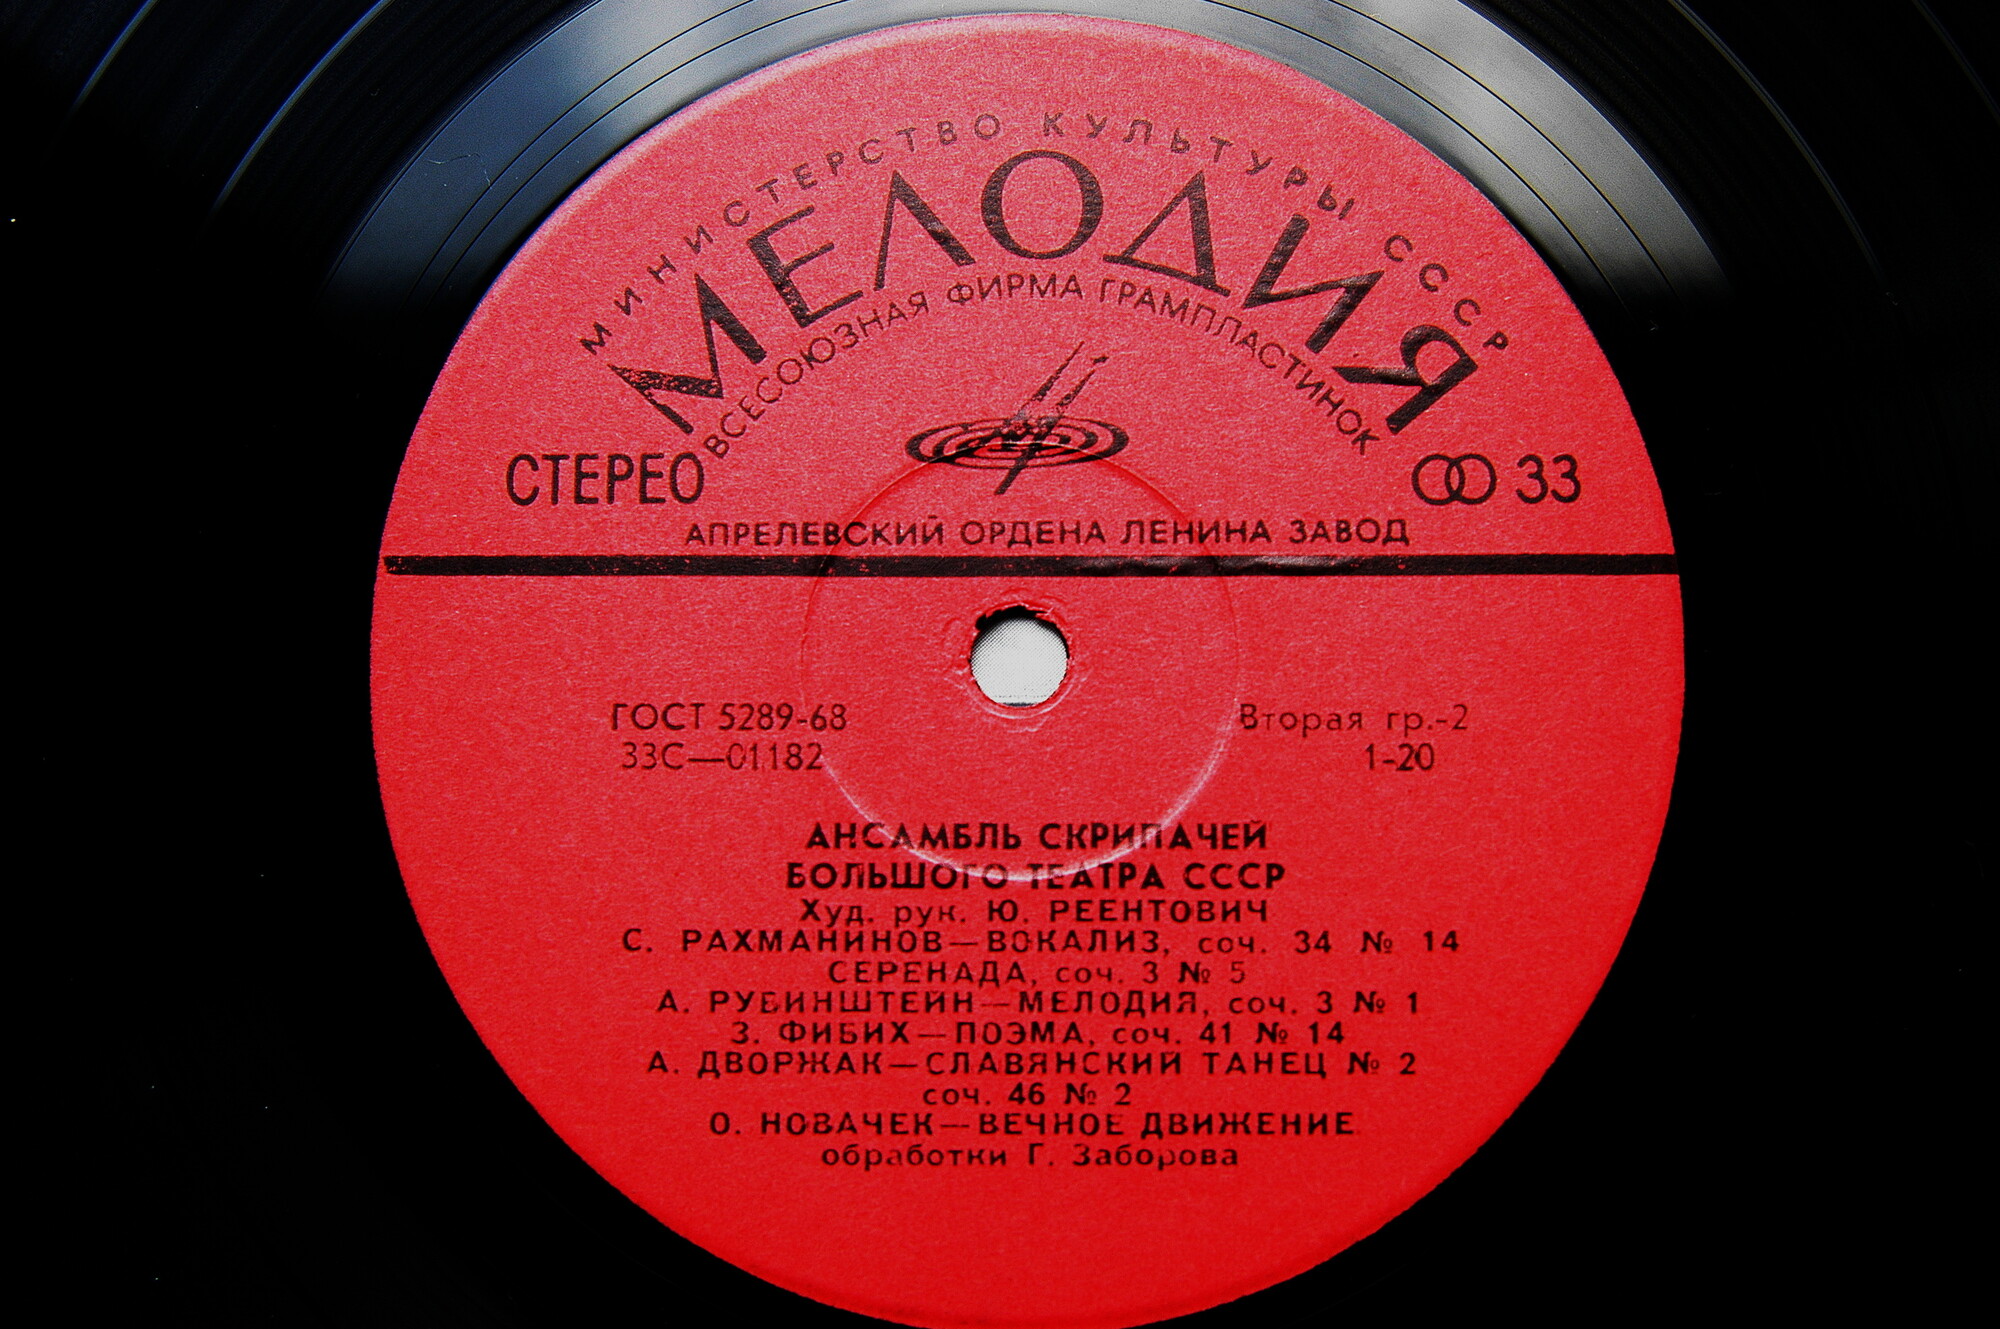 МИНИСТЕРСТВО КУЛЬТУРЫ СССР
МЕЛОДИЯ
ВСЕСОЮЗНАЯ ФИРМА ГРАМПЛАСТИНОК
СТЕРЕО
33
АПРЕЛЕВСКИЙ ОРДЕНА ЛЕНИНА ЗАВОД
ГОСТ 5289-68
33С—01182
Вторая гр.-2
1-20
АНСАМБЛЬ СКРИПАЧЕЙ
БОЛЬШОГО ТЕАТРА СССР
Худ. рук. Ю. РЕЕНТОВИЧ
С. РАХМАНИНОВ—ВОКАЛИЗ, соч. 34 № 14
СЕРЕНАДА, соч. 3 № 5
А. РУБИНШТЕЙН—МЕЛОДИЯ, соч. 3 № 1
З. ФИБИХ—ПОЭМА, соч. 41 № 14
А. ДВОРЖАК—СЛАВЯНСКИЙ ТАНЕЦ № 2
соч. 46 № 2
О. НОВАЧЕК—ВЕЧНОЕ ДВИЖЕНИЕ
обработки Г. Заборова